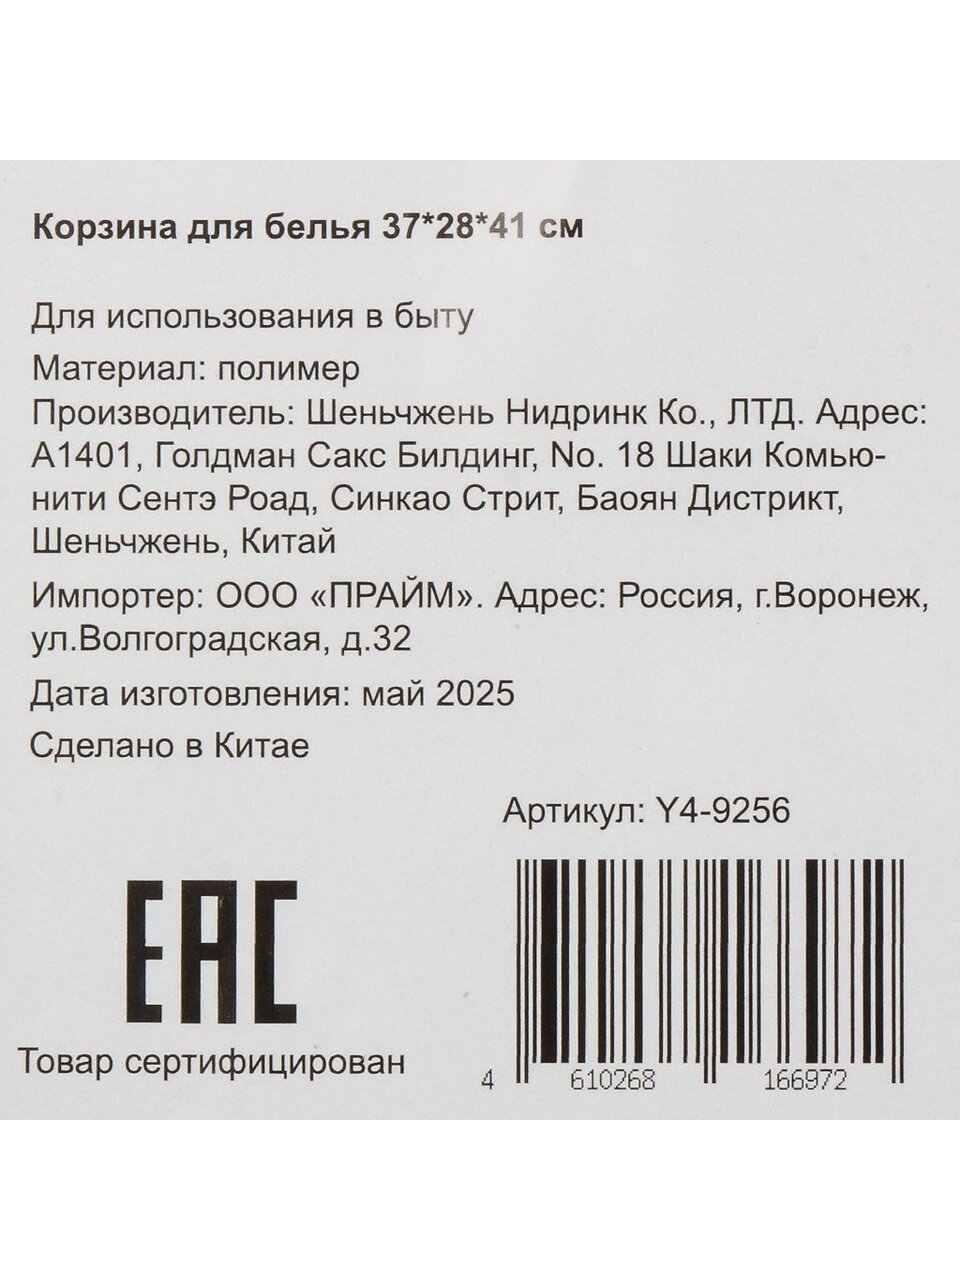 Корзина для белья 37*28*41 см
Для использования в быту
Материал: полимер
Производитель: Шеньчжень Нидринк Ко., ЛТД. Адрес:
А1401, Голдман Сакс Билдинг, No. 18 Шаки Комью-
нити Сентэ Роад, Синкао Стрит, Баоян Дистрикт,
Шеньчжень, Китай
Импортер: ООО «ПРАЙМ». Адрес: Россия, г.Воронеж,
ул.Волгоградская, д.32
Дата изготовления: май 2025
Сделано в Китае
Артикул: Y4-9256
EAC
Товар сертифицирован
4 610268 166972